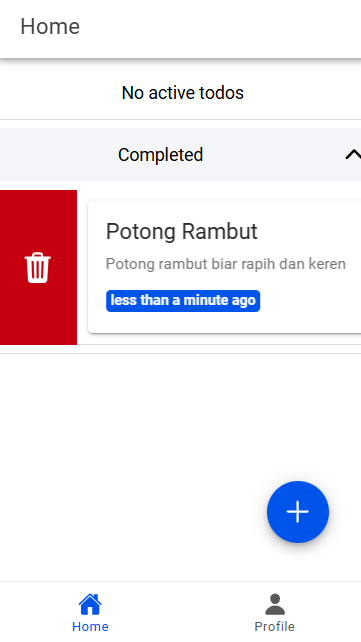 Home
No active todos
Completed
Potong Rambut
Potong rambut biar rapih dan keren
less than a minute ago
Home
Profile